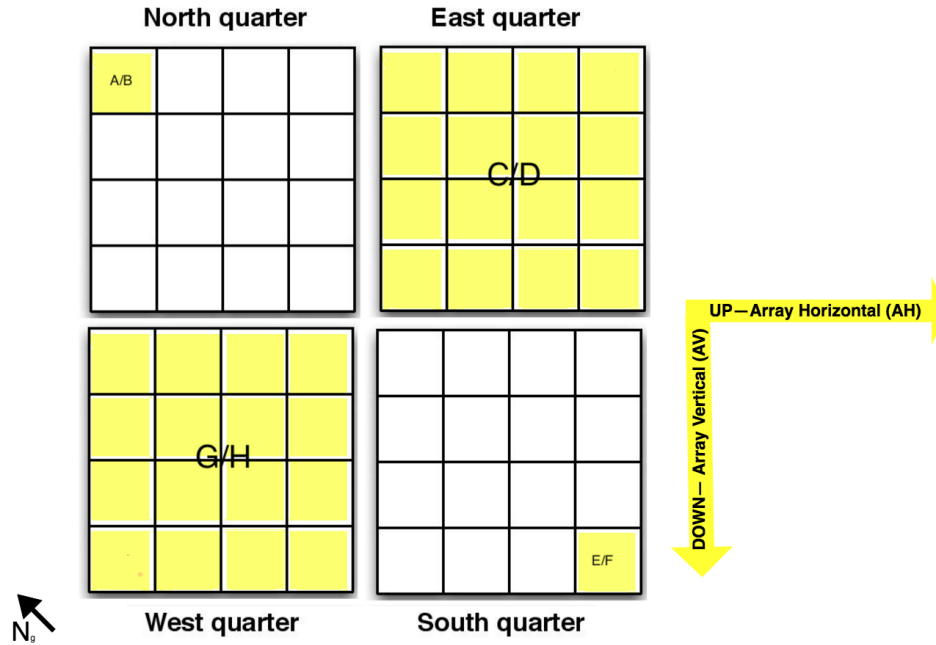 North quarter
East quarter
A/B
C/D
UP—Array Horizontal (AH)
DOWN— Array Vertical (AV)
G/H
E/F
Ng
West quarter
South quarter